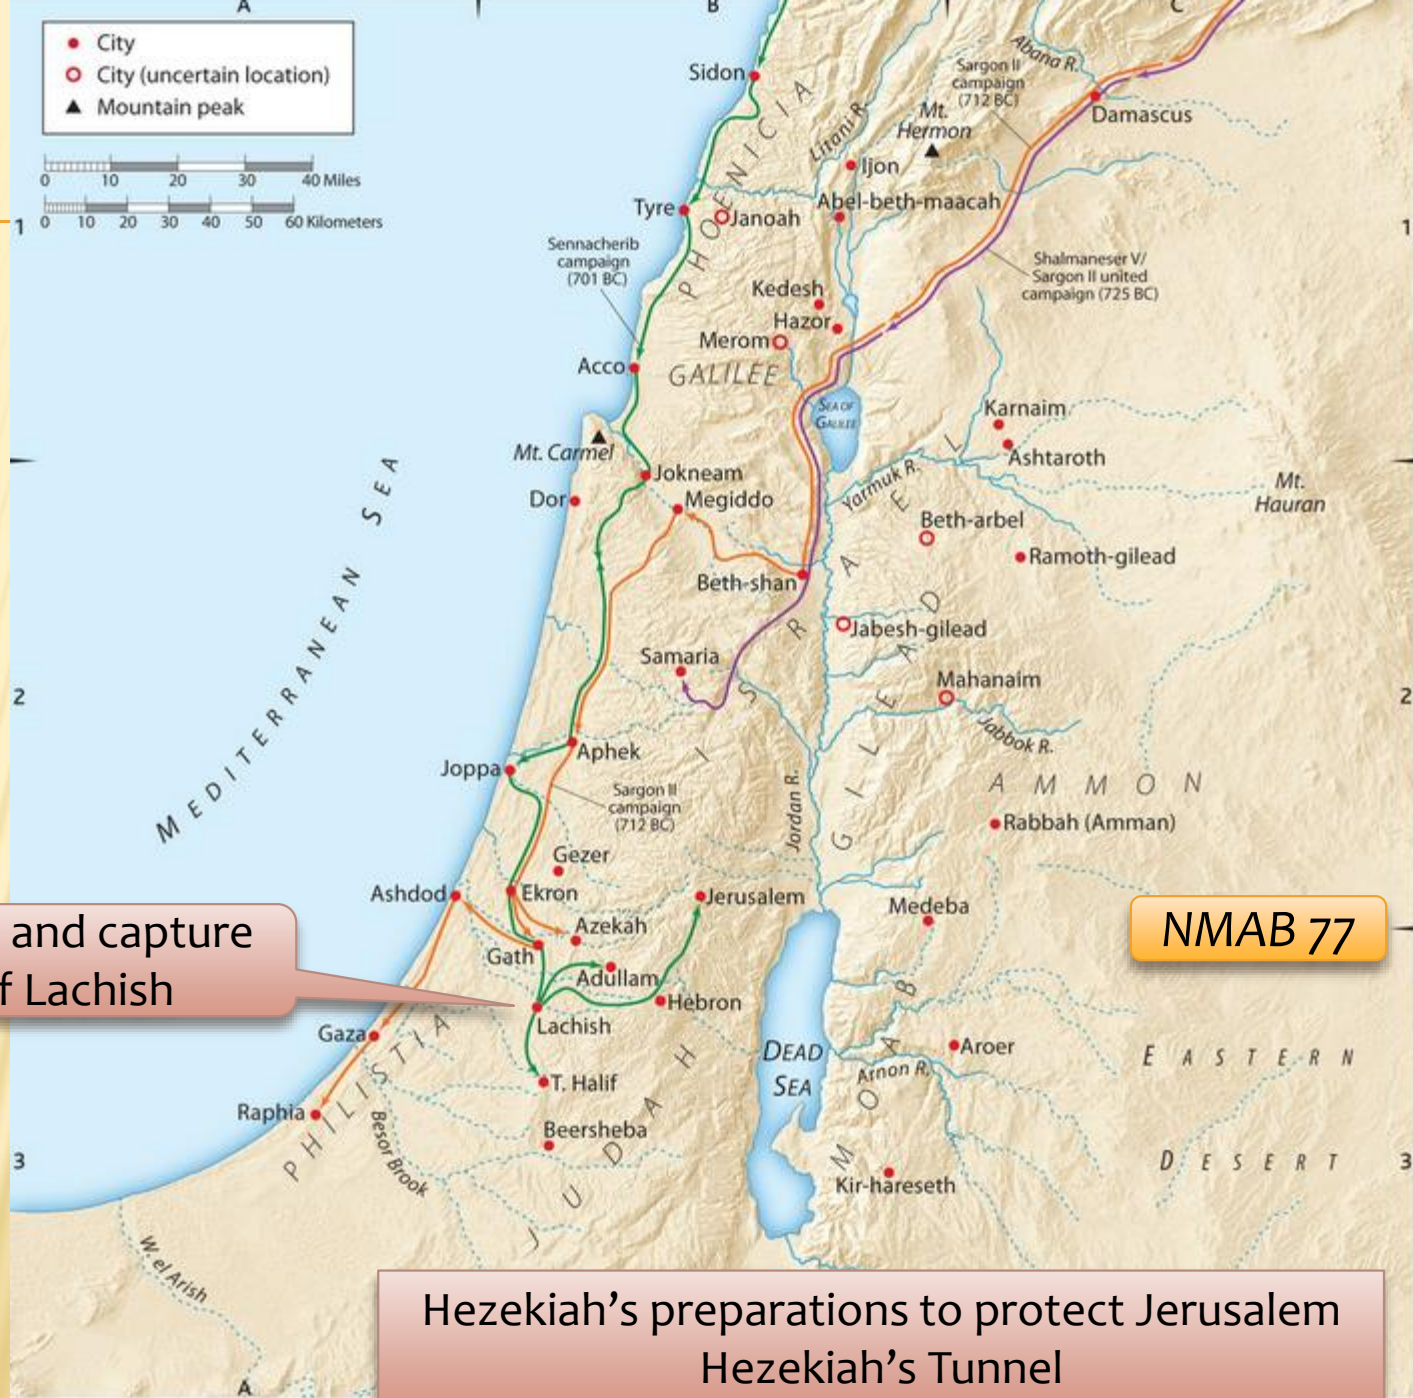 A
B
C
City
City (uncertain location)
Mountain peak
0 10 20 30 40 Miles
0 10 20 30 40 50 60 Kilometers
Sidon
PHOENICIA
Litani R.
Abana R.
Sargon II
campaign
(712 BC)
Mt.
Hermon
Damascus
Ijon
Abel-beth-maacah
Tyre
Janoah
1
1
Sennacherib
campaign
(701 BC)
Shalmaneser V/
Sargon II united
campaign (725 BC)
Kedesh
Hazor
Merom
Acco
GALILEE
SEA OF
GALILEE
Karnaim
Ashtaroth
Mt. Carmel
Jokneam
Dor
Megiddo
Yarmuk R.
Mt.
Hauran
MEDITERRANEAN SEA
Beth-arbel
Ramoth-gilead
Beth-shan
ISRAEL
Jabesh-gilead
Samaria
Mahanaim
2
2
GILEAD
Jabbok R.
Aphek
Joppa
Sargon II
campaign
(712 BC)
Jordan R.
AMMON
Rabbah (Amman)
Gezer
Ashdod
Ekron
Jerusalem
Medeba
NMAB 77
Azekah
Gath
Adullam
and capture
f Lachish
Hebron
Lachish
Gaza
PHILISTIA
DEAD
SEA
Aroer
Arnon R.
MOAB
EASTERN
T. Halif
Raphia
Besor Brook
Beersheba
JUDAH
3
3
DESERT
Kir-hareseth
W. el Arish
Hezekiah's preparations to protect Jerusalem
Hezekiah's Tunnel
A